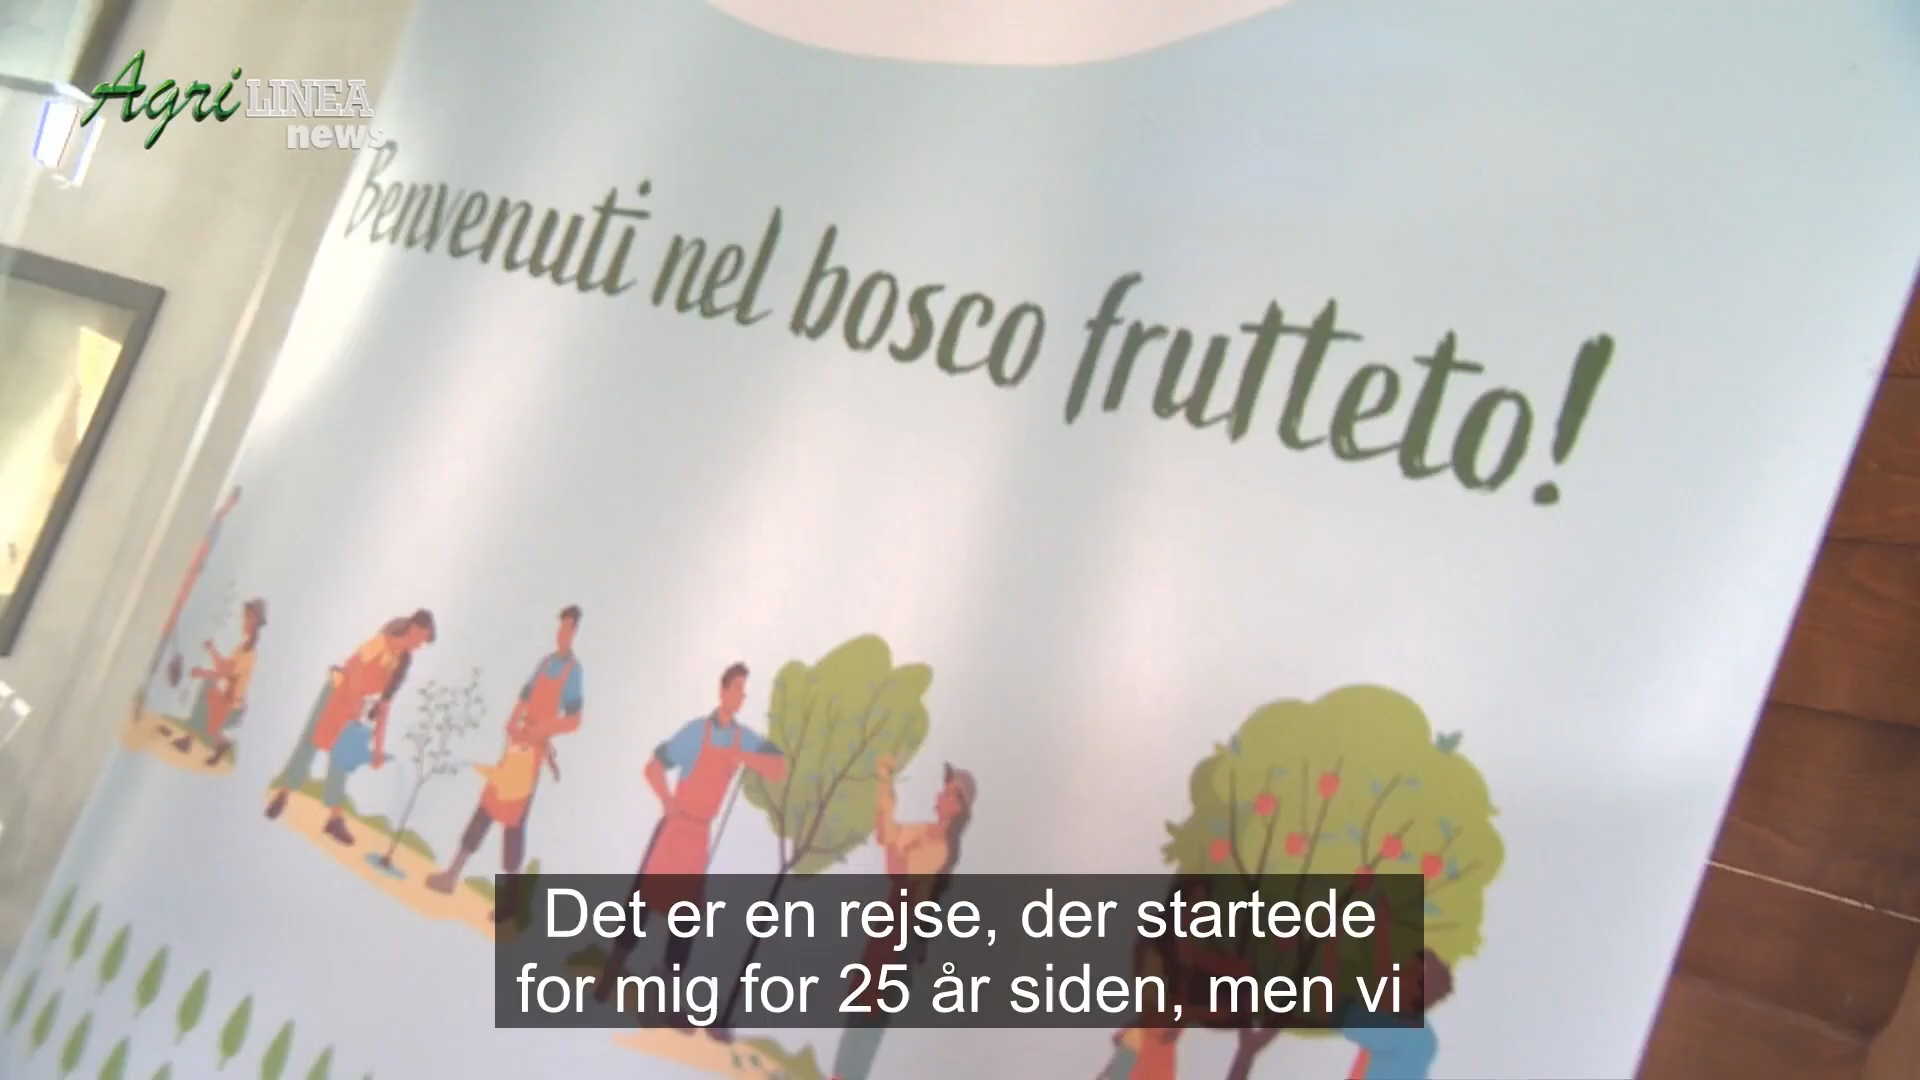 Agri LINEA
news
Benvenuti nel bosco frutteto!
Det er en rejse, der startede
for mig for 25 år siden, men vi